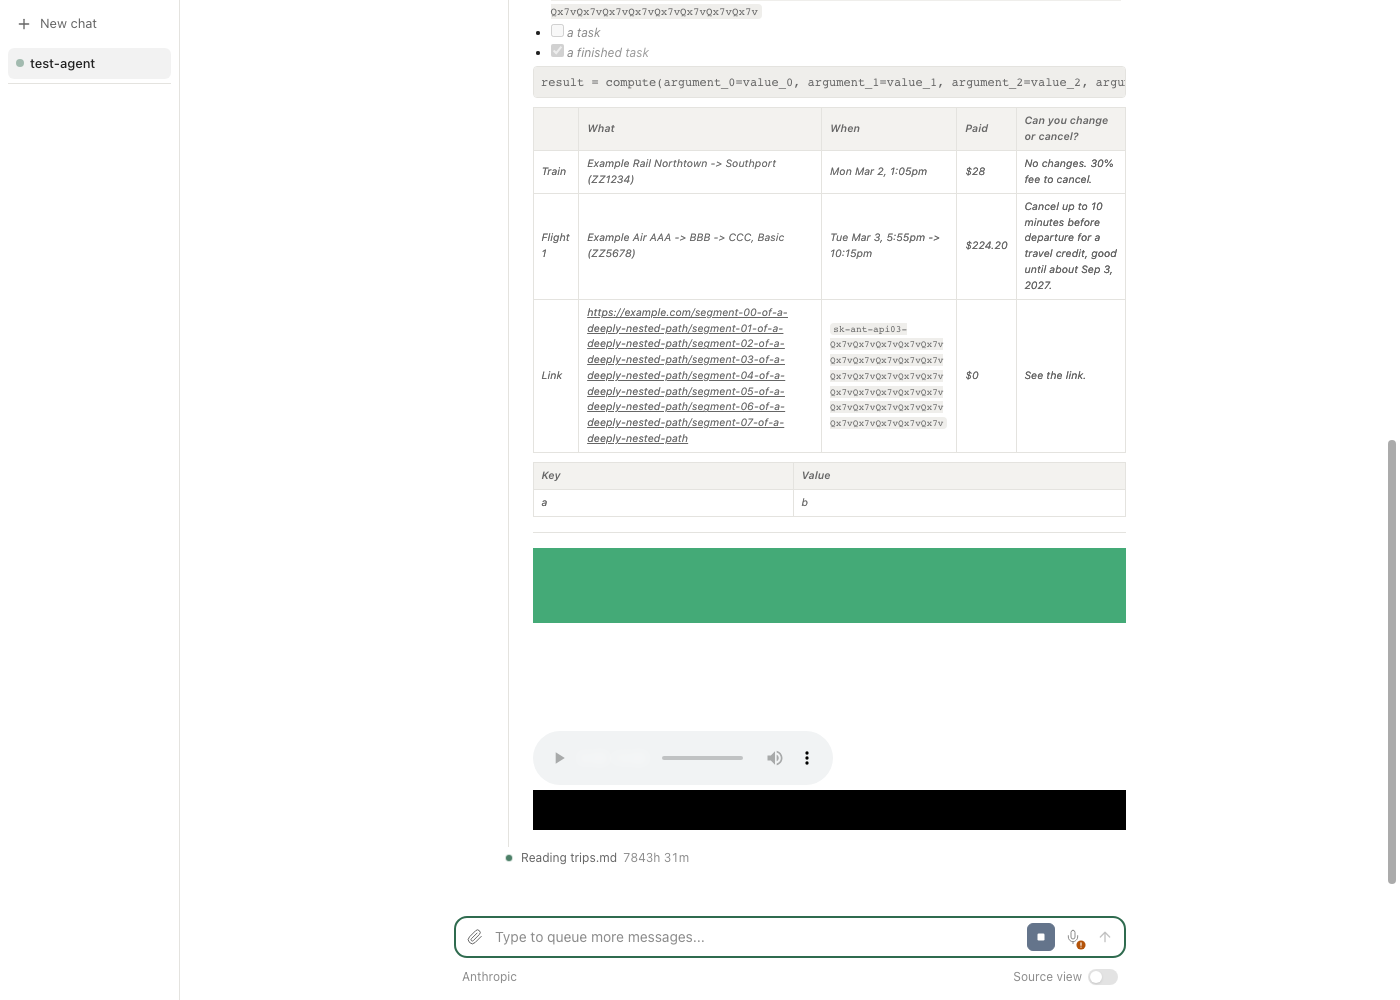 New chat
test-agent
Qx7vQx7vQx7vQx7vQx7vQx7vQx7vQx7v
a task
a finished task
result = compute(argument_0=value_0, argument_1=value_1, argument_2=value_2, argu
What
When
Paid
Can you change
or cancel?
Train
Example Rail Northtown -> Southport
(ZZ1234)
Mon Mar 2, 1:05pm
$28
No changes. 30%
fee to cancel.
Flight
1
Example Air AAA -> BBB -> CCC, Basic
(ZZ5678)
Tue Mar 3, 5:55pm ->
10:15pm
$224.20
Cancel up to 10
minutes before
departure for a
travel credit, good
until about Sep 3,
2027.
Link
https://example.com/segment-00-of-a-
deeply-nested-path/segment-01-of-a-
deeply-nested-path/segment-02-of-a-
deeply-nested-path/segment-03-of-a-
deeply-nested-path/segment-04-of-a-
deeply-nested-path/segment-05-of-a-
deeply-nested-path/segment-06-of-a-
deeply-nested-path/segment-07-of-a-
deeply-nested-path
sk-ant-api03-
Qx7vQx7vQx7vQx7vQx7v
Qx7vQx7vQx7vQx7vQx7v
Qx7vQx7vQx7vQx7vQx7v
Qx7vQx7vQx7vQx7vQx7v
Qx7vQx7vQx7vQx7vQx7v
Qx7vQx7vQx7vQx7vQx7v
$0
See the link.
Key
Value
a
b
Reading trips.md 7843h 31m
Type to queue more messages...
Anthropic
Source view